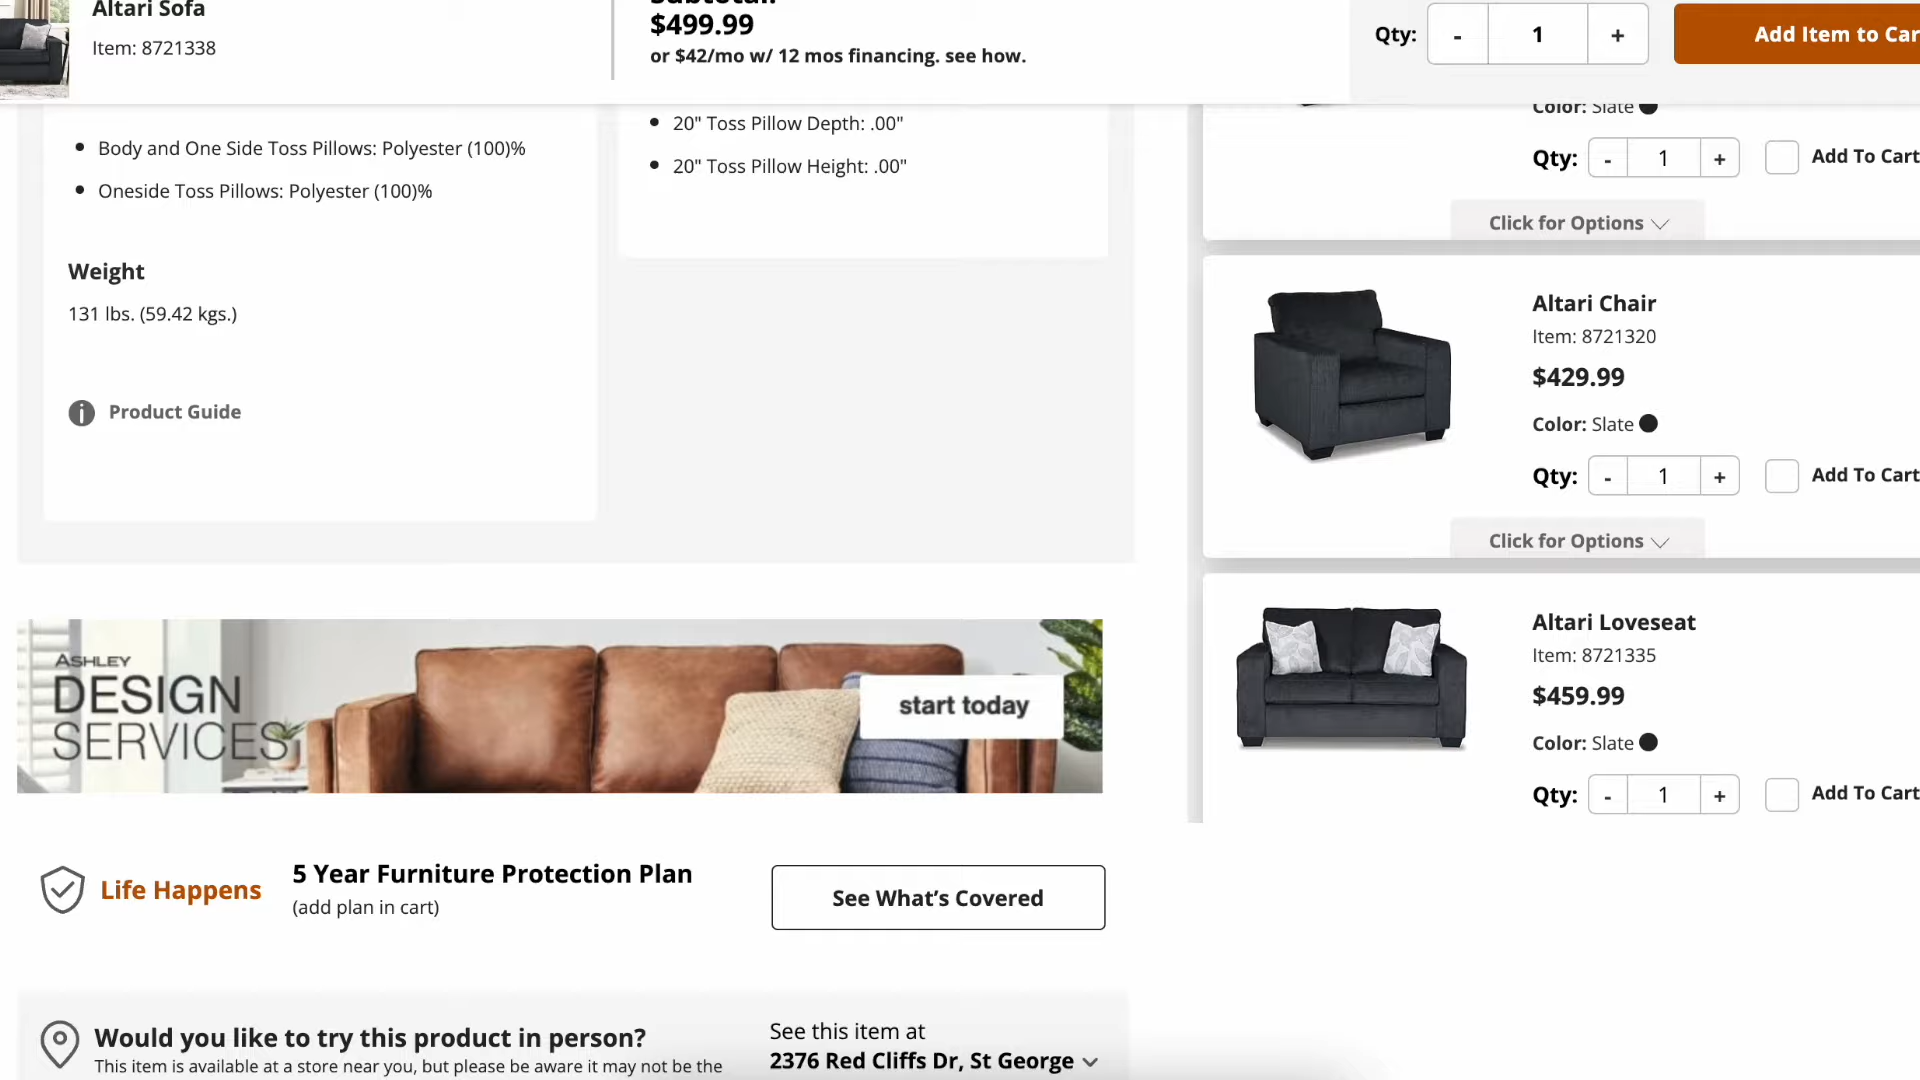 Altari Sofa
Item: 8721338
Subtotal:
$499.99
or $42/mo w/ 12 mos financing. see how.
Qty: - 1 +
Add Item to Car
Body and One Side Toss Pillows: Polyester (100)%
Oneside Toss Pillows: Polyester (100)%
Weight
131 lbs. (59.42 kgs.)
Product Guide
20" Toss Pillow Depth: .00"
20" Toss Pillow Height: .00"
Color: Slate
Qty: - 1 + Add To Cart
Click for Options
Altari Chair
Item: 8721320
$429.99
Color: Slate
Qty: - 1 + Add To Cart
Click for Options
Altari Loveseat
Item: 8721335
$459.99
Color: Slate
Qty: - 1 + Add To Cart
ASHLEY
DESIGN
SERVICES
start today
Life Happens
5 Year Furniture Protection Plan
(add plan in cart)
See What’s Covered
Would you like to try this product in person?
This item is available at a store near you, but please be aware it may not be the
See this item at
2376 Red Cliffs Dr, St George